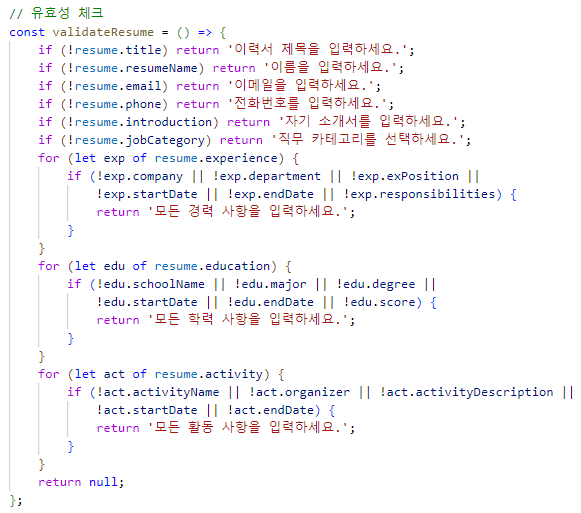 // 유효성 체크
const validateResume = () => {
    if (!resume.title) return '이력서 제목을 입력하세요.';
    if (!resume.resumeName) return '이름을 입력하세요.';
    if (!resume.email) return '이메일을 입력하세요.';
    if (!resume.phone) return '전화번호를 입력하세요.';
    if (!resume.introduction) return '자기 소개서를 입력하세요.';
    if (!resume.jobCategory) return '직무 카테고리를 선택하세요.';
    for (let exp of resume.experience) {
        if (!exp.company || !exp.department || !exp.exPosition ||
            !exp.startDate || !exp.endDate || !exp.responsibilities) {
            return '모든 경력 사항을 입력하세요.';
        }
    }
    for (let edu of resume.education) {
        if (!edu.schoolName || !edu.major || !edu.degree ||
            !edu.startDate || !edu.endDate || !edu.score) {
            return '모든 학력 사항을 입력하세요.';
        }
    }
    for (let act of resume.activity) {
        if (!act.activityName || !act.organizer || !act.activityDescription ||
            !act.startDate || !act.endDate) {
            return '모든 활동 사항을 입력하세요.';
        }
    }
    return null;
};